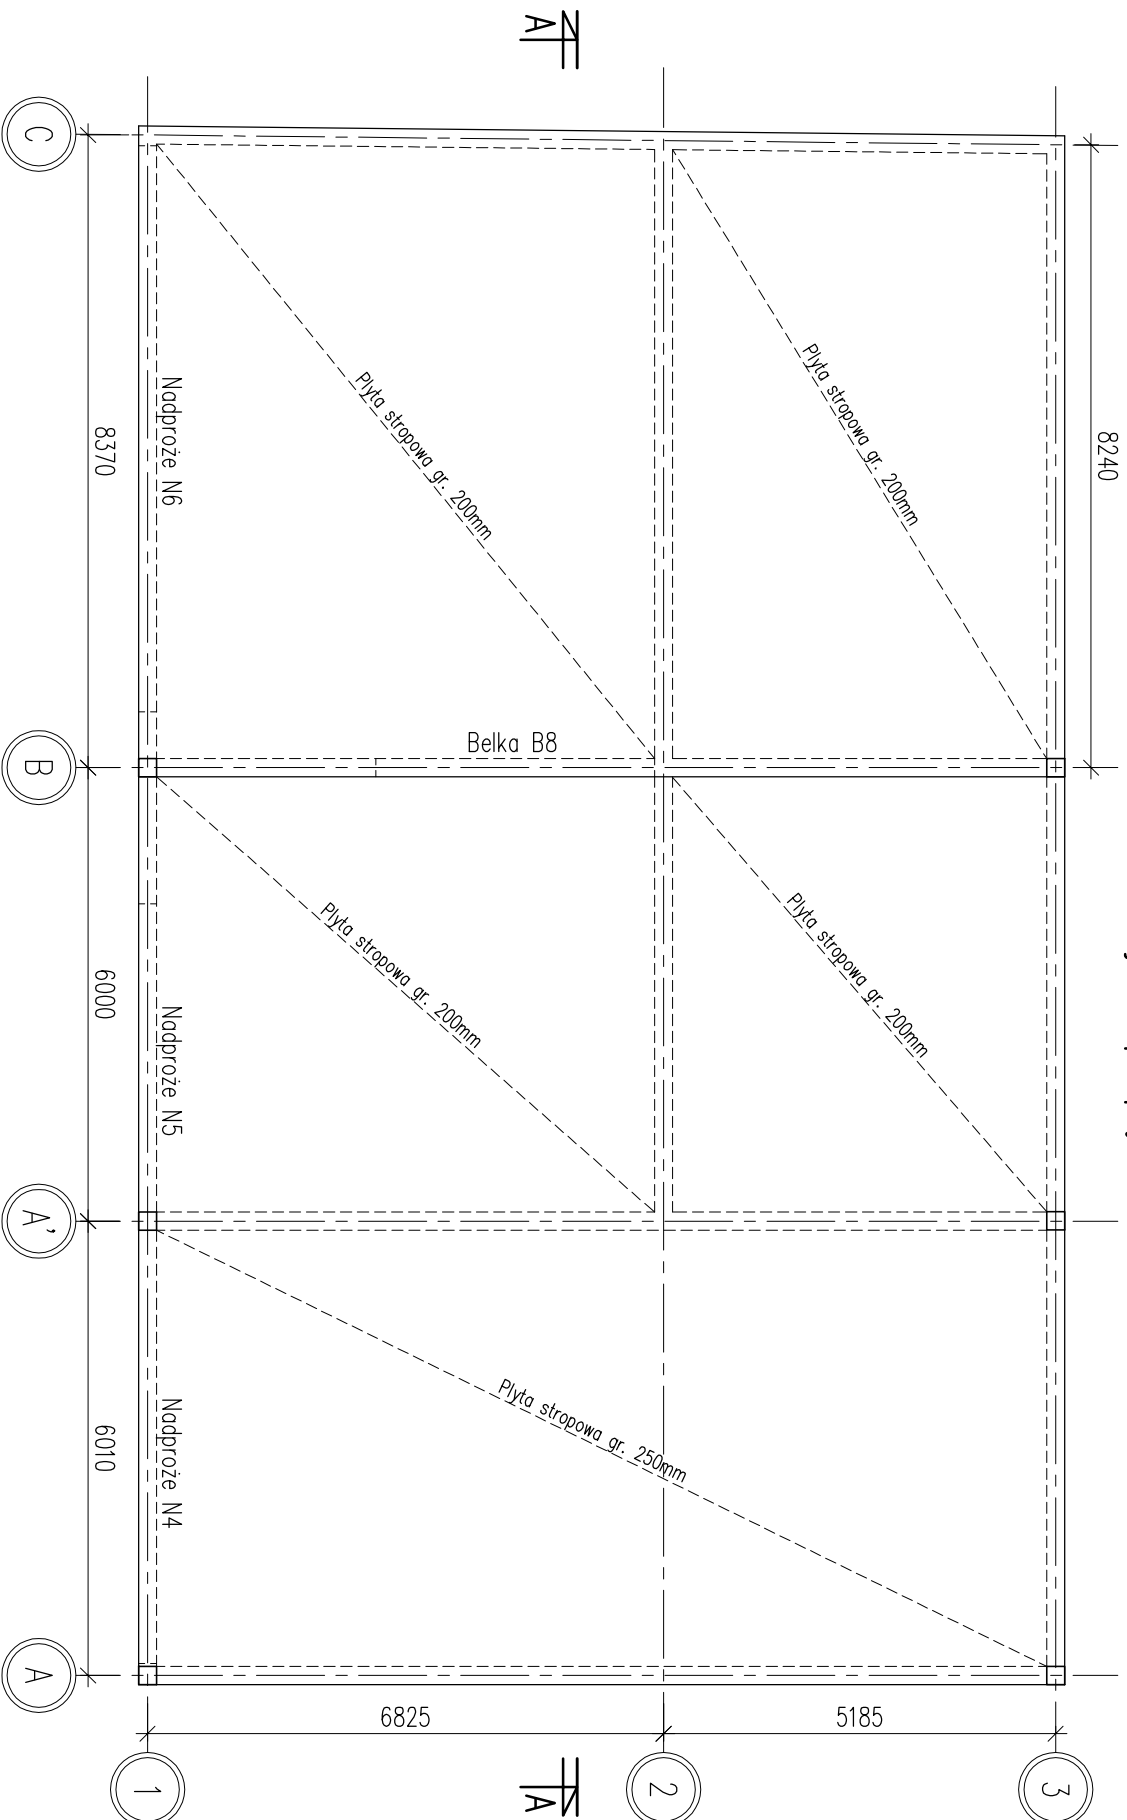 A
C
8370
8240
Płyta stropowa gr. 200mm
Płyta stropowa gr. 200mm
Nadproże N6
Belka B8
B
Płyta stropowa gr. 200mm
Płyta stropowa gr. 200mm
6000
Nadproże N5
A'
Płyta stropowa gr. 250mm
6010
Nadproże N4
A
6825
5185
1
2
3
A